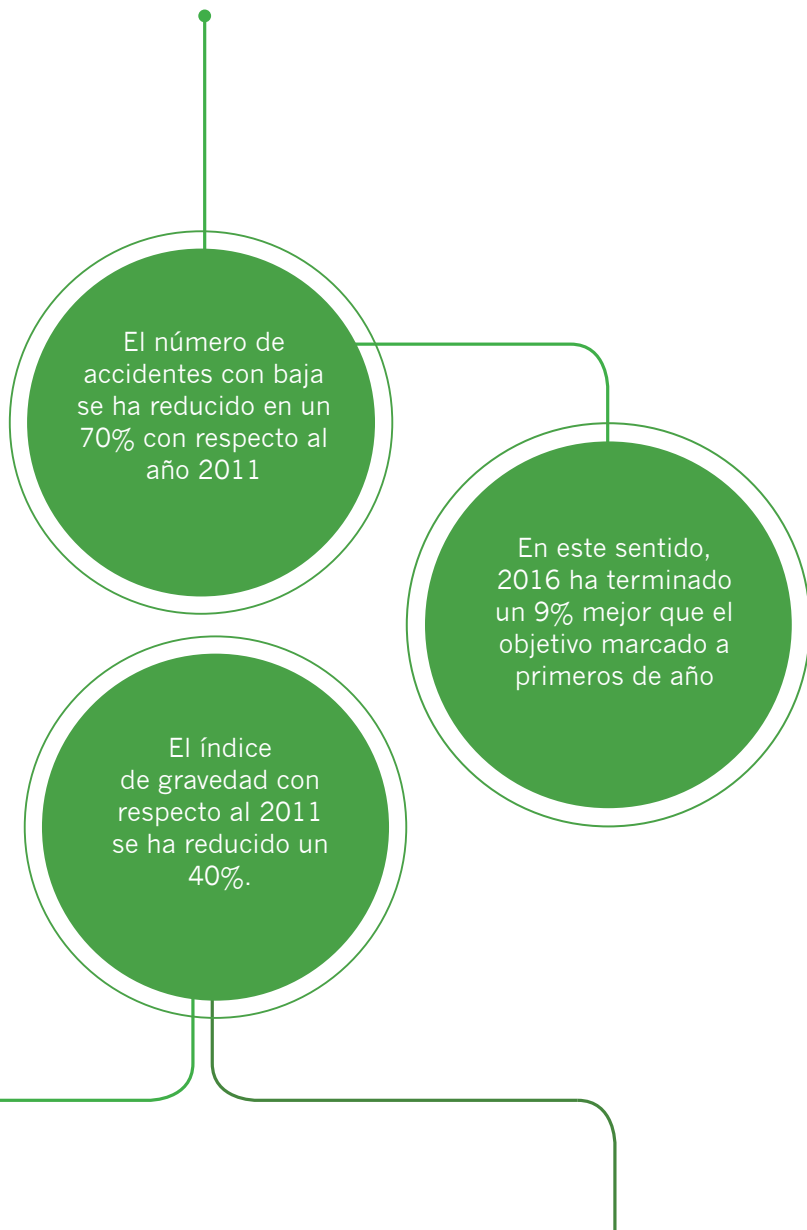 El número de
accidentes con baja
se ha reducido en un
70% con respecto al
año 2011
En este sentido,
2016 ha terminado
un 9% mejor que el
objetivo marcado a
primeros de año
El índice
de gravedad con
respecto al 2011
se ha reducido un
40%.